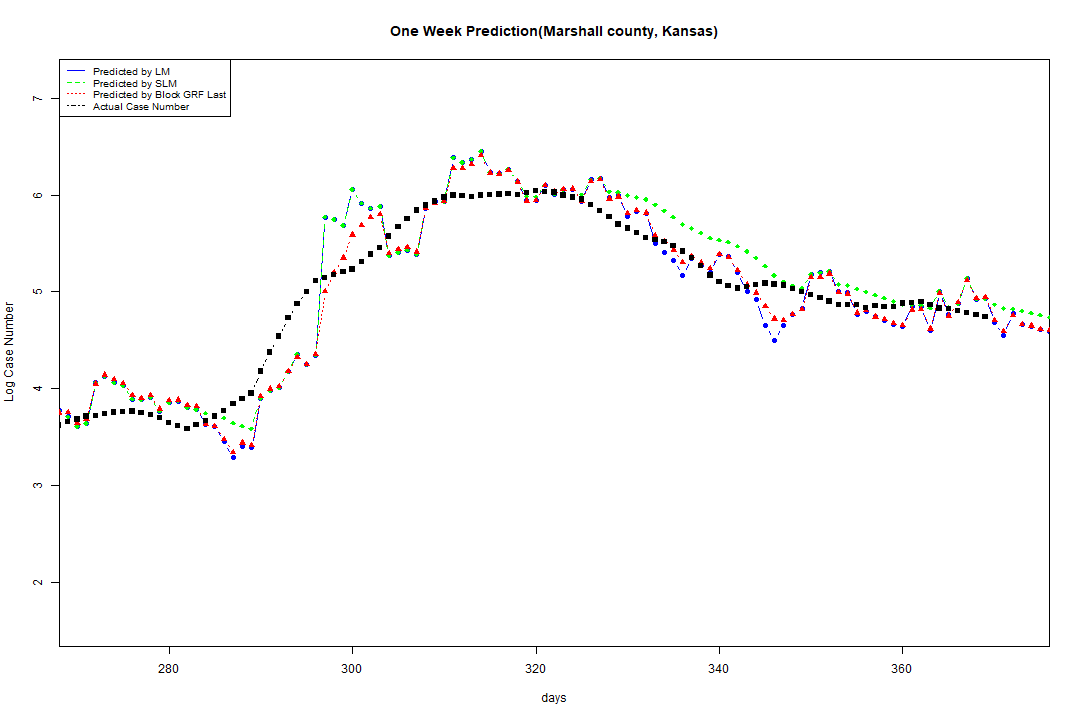 One Week Prediction(Marshall county, Kansas)
Predicted by LM
Predicted by SLM
Predicted by Block GRF Last
Actual Case Number
7
6
5
4
3
2
Log Case Number
280 300 320 340 360
days